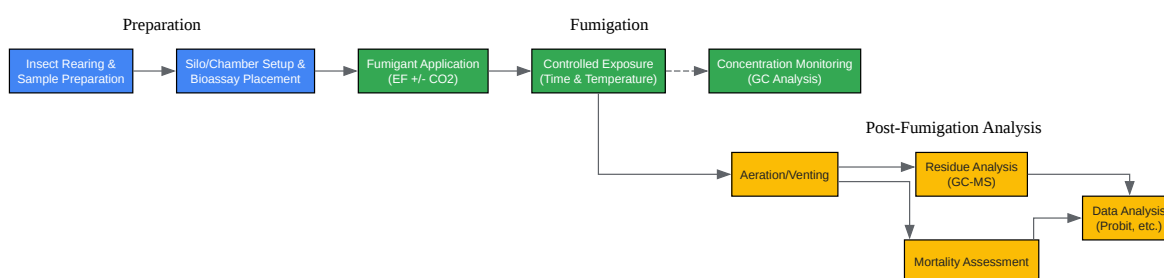 Preparation
Fumigation
Insect Rearing &
Sample Preparation
Silo/Chamber Setup &
Bioassay Placement
Fumigant Application
(EF +/- CO2)
Controlled Exposure
(Time & Temperature)
Concentration Monitoring
(GC Analysis)
Post-Fumigation Analysis
Aeration/Venting
Residue Analysis
(GC-MS)
Data Analysis
(Probit, etc.)
Mortality Assessment